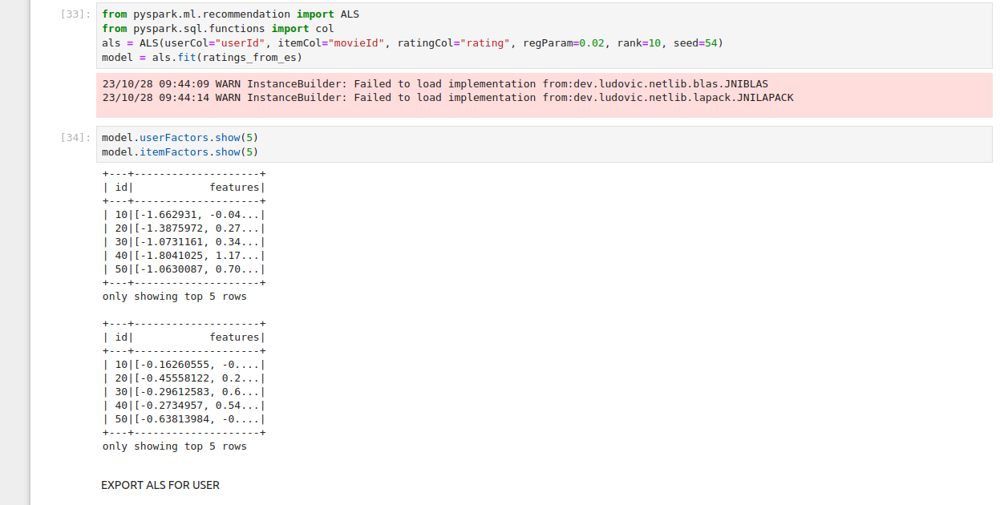 [33]: from pyspark.ml.recommendation import ALS
from pyspark.sql.functions import col
als = ALS(userCol="userId", itemCol="movieId", ratingCol="rating", regParam=0.02, rank=10, seed=54)
model = als.fit(ratings_from_es)
23/10/28 09:44:09 WARN InstanceBuilder: Failed to load implementation from:dev.ludovic.netlib.blas.JNIBLAS
23/10/28 09:44:14 WARN InstanceBuilder: Failed to load implementation from:dev.ludovic.netlib.lapack.JNILAPACK
[34]: model.userFactors.show(5)
model.itemFactors.show(5)
+---+--------------------+
| id|            features|
+---+--------------------+
| 10|[-1.662931, -0.04...|
| 20|[-1.3875972, 0.27...|
| 30|[-1.0731161, 0.34...|
| 40|[-1.8041025, 1.17...|
| 50|[-1.0630087, 0.70...|
+---+--------------------+
only showing top 5 rows
+---+--------------------+
| id|            features|
+---+--------------------+
| 10|[-0.16260555, -0....|
| 20|[-0.45558122, 0.2...|
| 30|[-0.29612583, 0.6...|
| 40|[-0.2734957, 0.54...|
| 50|[-0.63813984, -0....|
+---+--------------------+
only showing top 5 rows
EXPORT ALS FOR USER